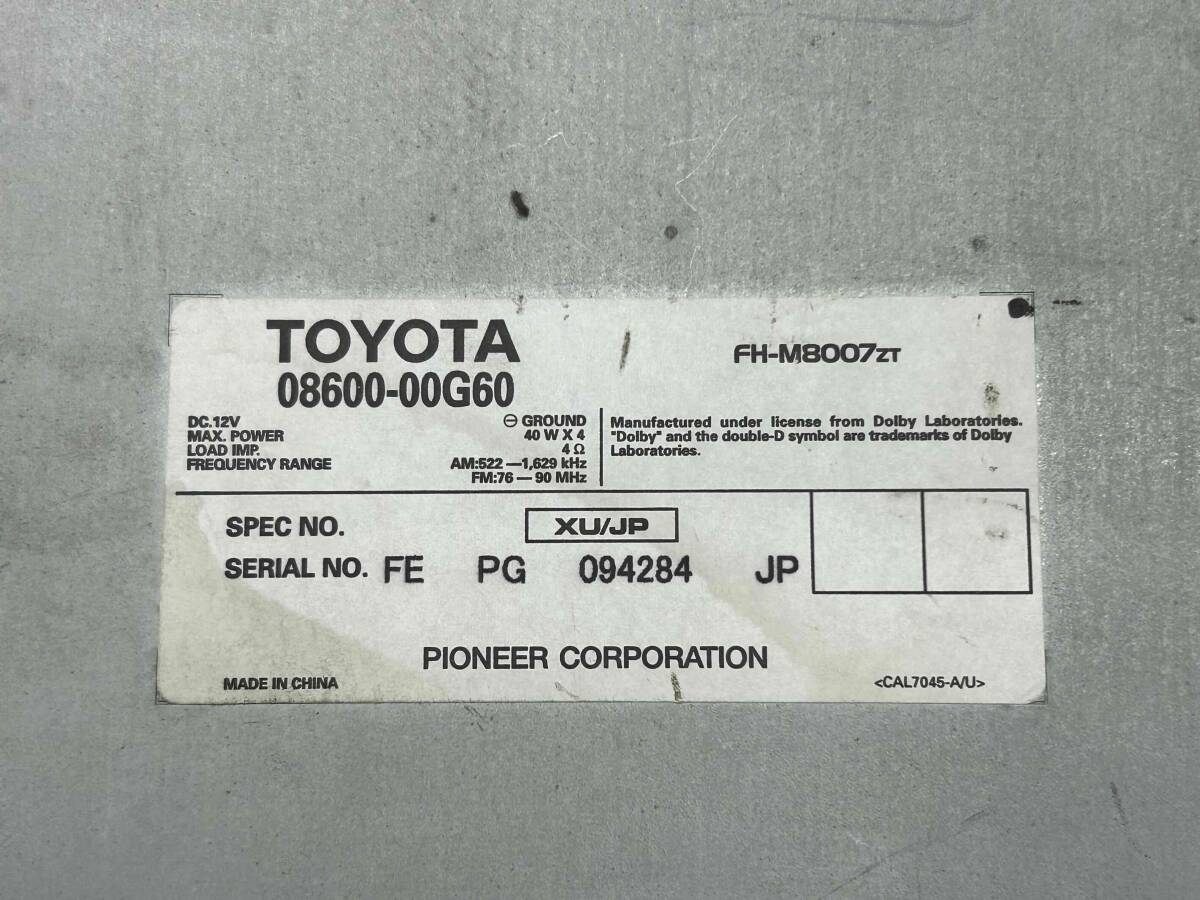 TOYOTA
08600-00G60
FH-M8007ZT
DC.12V ⊖ GROUND
MAX. POWER 40 W X 4
LOAD IMP. 4 Ω
FREQUENCY RANGE AM:522 — 1,629 kHz
FM:76 — 90 MHz
Manufactured under license from Dolby Laboratories.
"Dolby" and the double-D symbol are trademarks of Dolby
Laboratories.
SPEC NO. XU/JP
SERIAL NO. FE PG 094284 JP
PIONEER CORPORATION
MADE IN CHINA
<CAL7045-A/U>